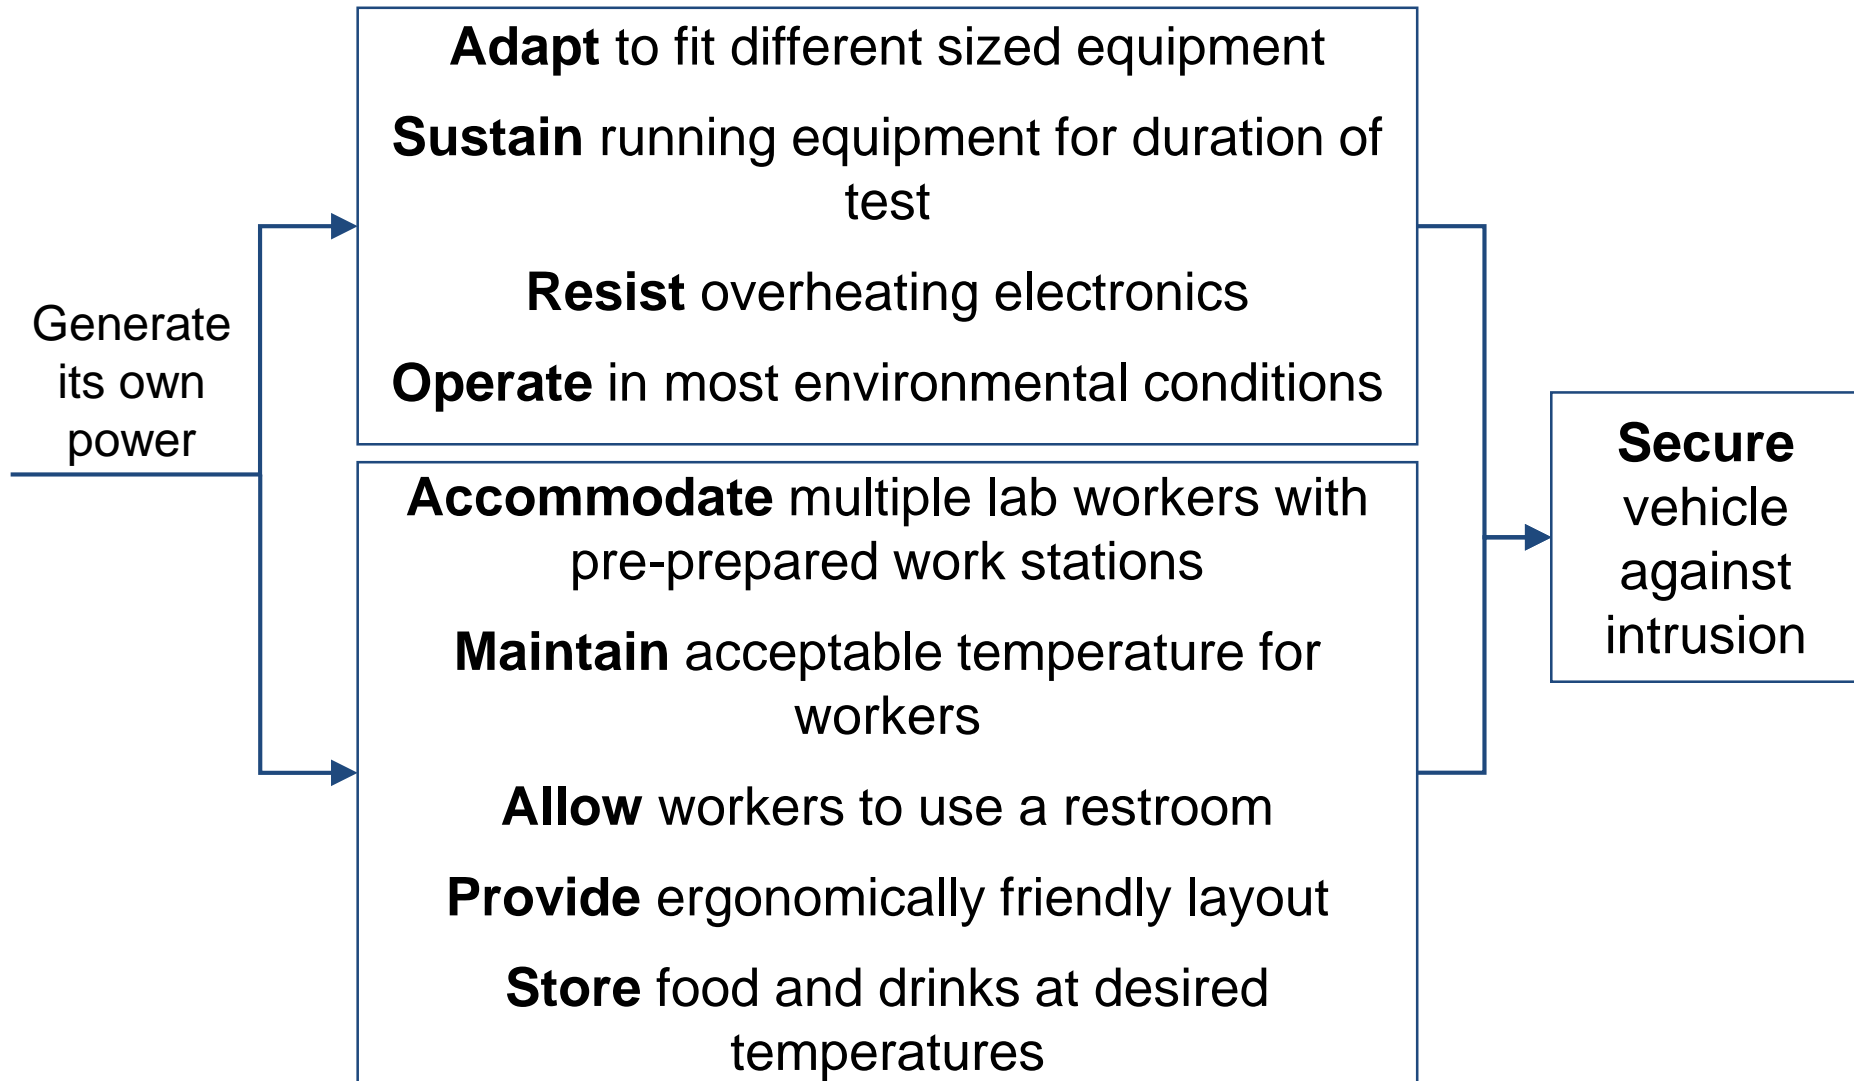 Generate
its own
power
Adapt to fit different sized equipment
Sustain running equipment for duration of
test
Resist overheating electronics
Operate in most environmental conditions
Accommodate multiple lab workers with
pre-prepared work stations
Maintain acceptable temperature for
workers
Allow workers to use a restroom
Provide ergonomically friendly layout
Store food and drinks at desired
temperatures
Secure
vehicle
against
intrusion